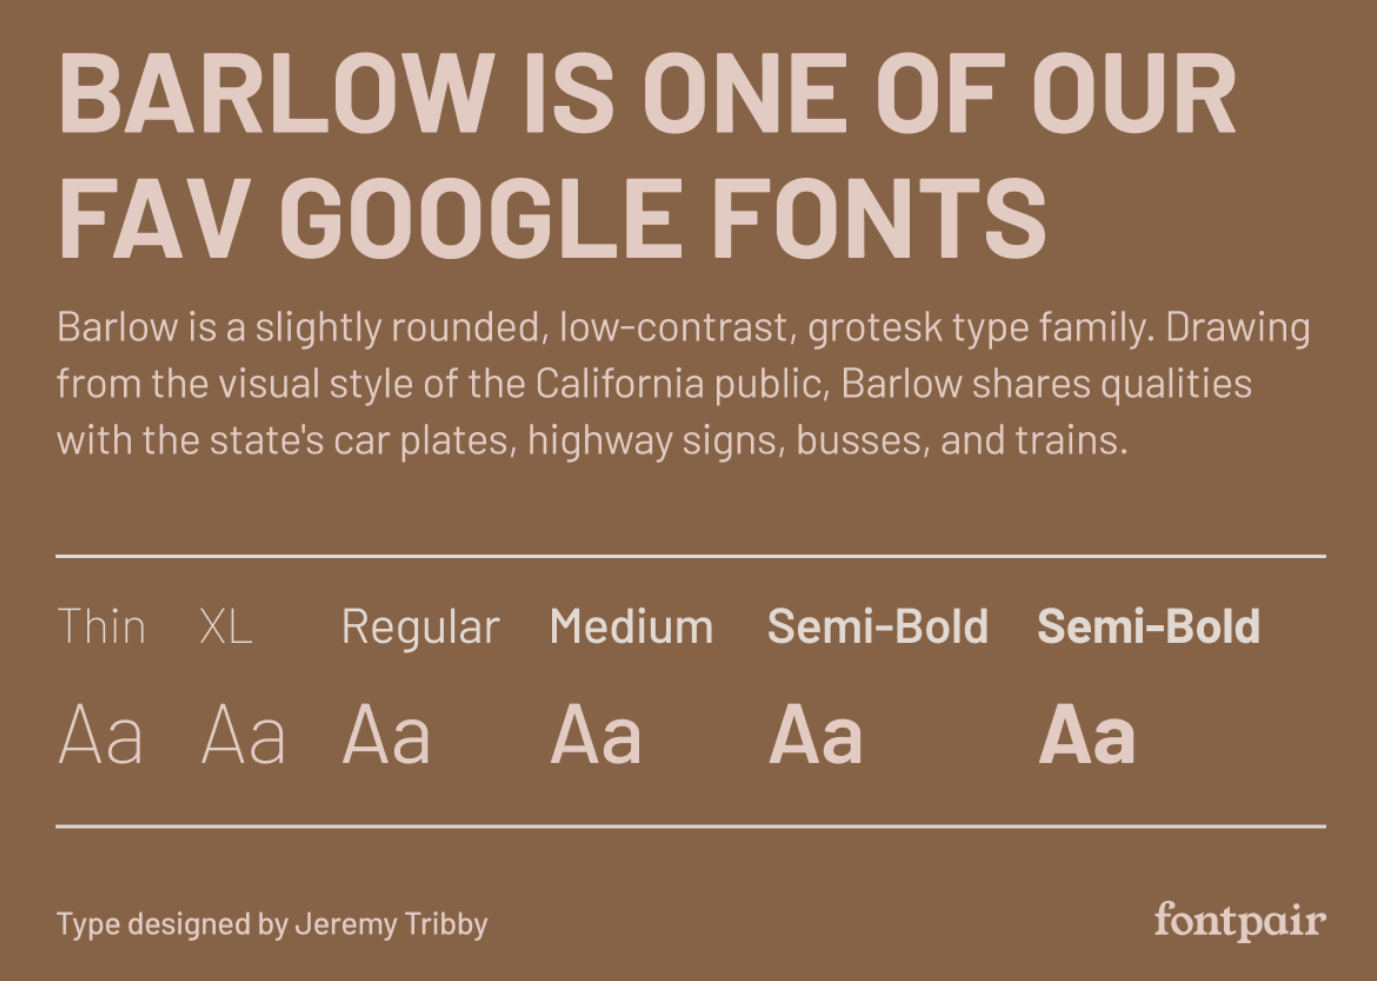 BARLOW IS ONE OF OUR
FAV GOOGLE FONTS
Barlow is a slightly rounded, low-contrast, grotesk type family. Drawing
from the visual style of the California public, Barlow shares qualities
with the state's car plates, highway signs, busses, and trains.
Thin XL Regular Medium Semi-Bold Semi-Bold
Aa Aa Aa Aa Aa Aa
Type designed by Jeremy Tribby
fontpair